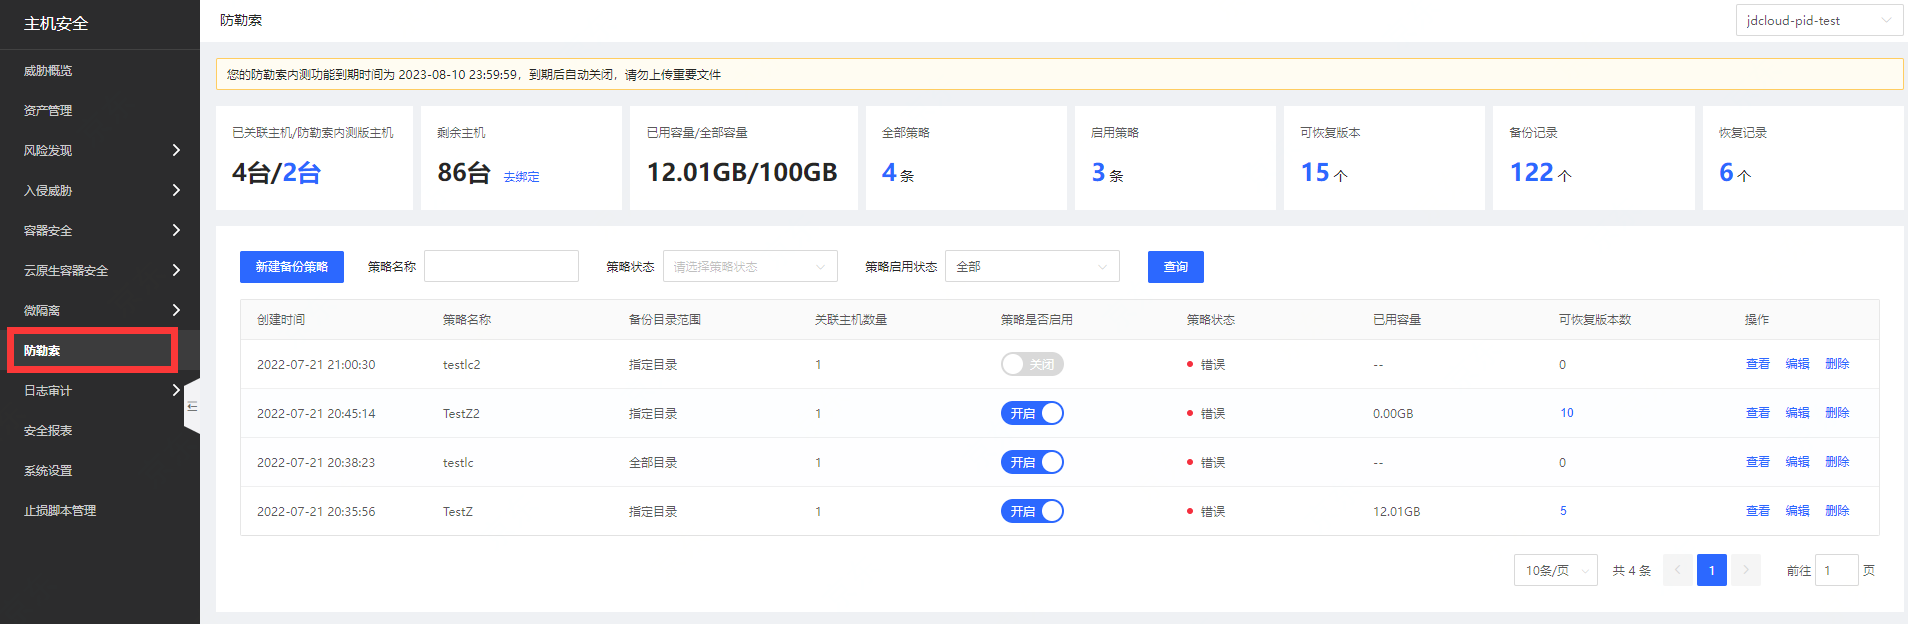 主机安全
威胁概览
资产管理
风险发现
入侵威胁
容器安全
云原生容器安全
微隔离
防勒索
日志审计
安全报表
系统设置
止损脚本管理
防勒索
jdcloud-pid-test
您的防勒索内测功能到期时间为 2023-08-10 23:59:59，到期后自动关闭，请勿上传重要文件
已关联主机/防勒索内测版主机
4台/2台
剩余主机
86台 去绑定
已用容量/全部容量
12.01GB/100GB
全部策略
4 条
启用策略
3 条
可恢复版本
15 个
备份记录
122 个
恢复记录
6 个
新建备份策略 策略名称 策略状态 请选择策略状态 策略启用状态 全部 查询
创建时间 策略名称 备份目录范围 关联主机数量 策略是否启用 策略状态 已用容量 可恢复版本数 操作
2022-07-21 21:00:30 testlc2 指定目录 1 关闭 错误 -- 0 查看 编辑 删除
2022-07-21 20:45:14 TestZ2 指定目录 1 开启 错误 0.00GB 10 查看 编辑 删除
2022-07-21 20:38:23 testlc 全部目录 1 开启 错误 -- 0 查看 编辑 删除
2022-07-21 20:35:56 TestZ 指定目录 1 开启 错误 12.01GB 5 查看 编辑 删除
10条/页 共 4 条 1 前往 1 页